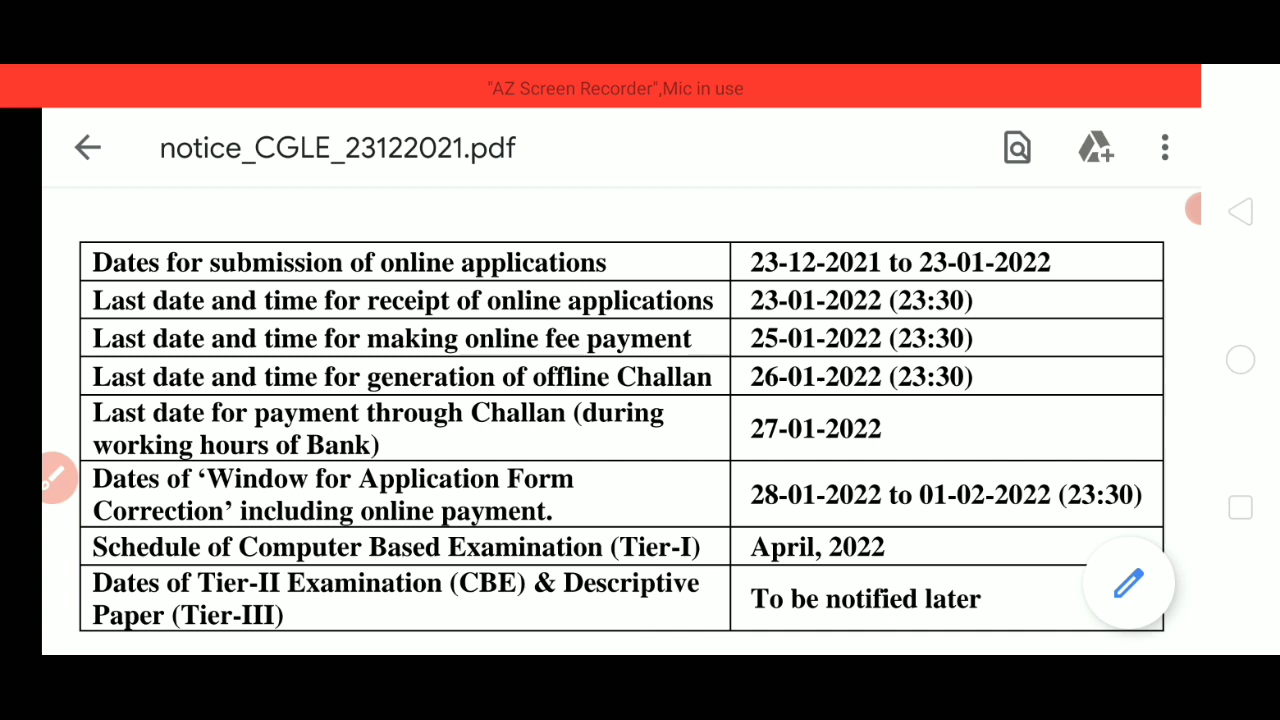 "AZ Screen Recorder",Mic in use
notice_CGLE_23122021.pdf
Dates for submission of online applications 23-12-2021 to 23-01-2022
Last date and time for receipt of online applications 23-01-2022 (23:30)
Last date and time for making online fee payment 25-01-2022 (23:30)
Last date and time for generation of offline Challan 26-01-2022 (23:30)
Last date for payment through Challan (during
working hours of Bank) 27-01-2022
Dates of ‘Window for Application Form
Correction’ including online payment. 28-01-2022 to 01-02-2022 (23:30)
Schedule of Computer Based Examination (Tier-I) April, 2022
Dates of Tier-II Examination (CBE) & Descriptive
Paper (Tier-III) To be notified later